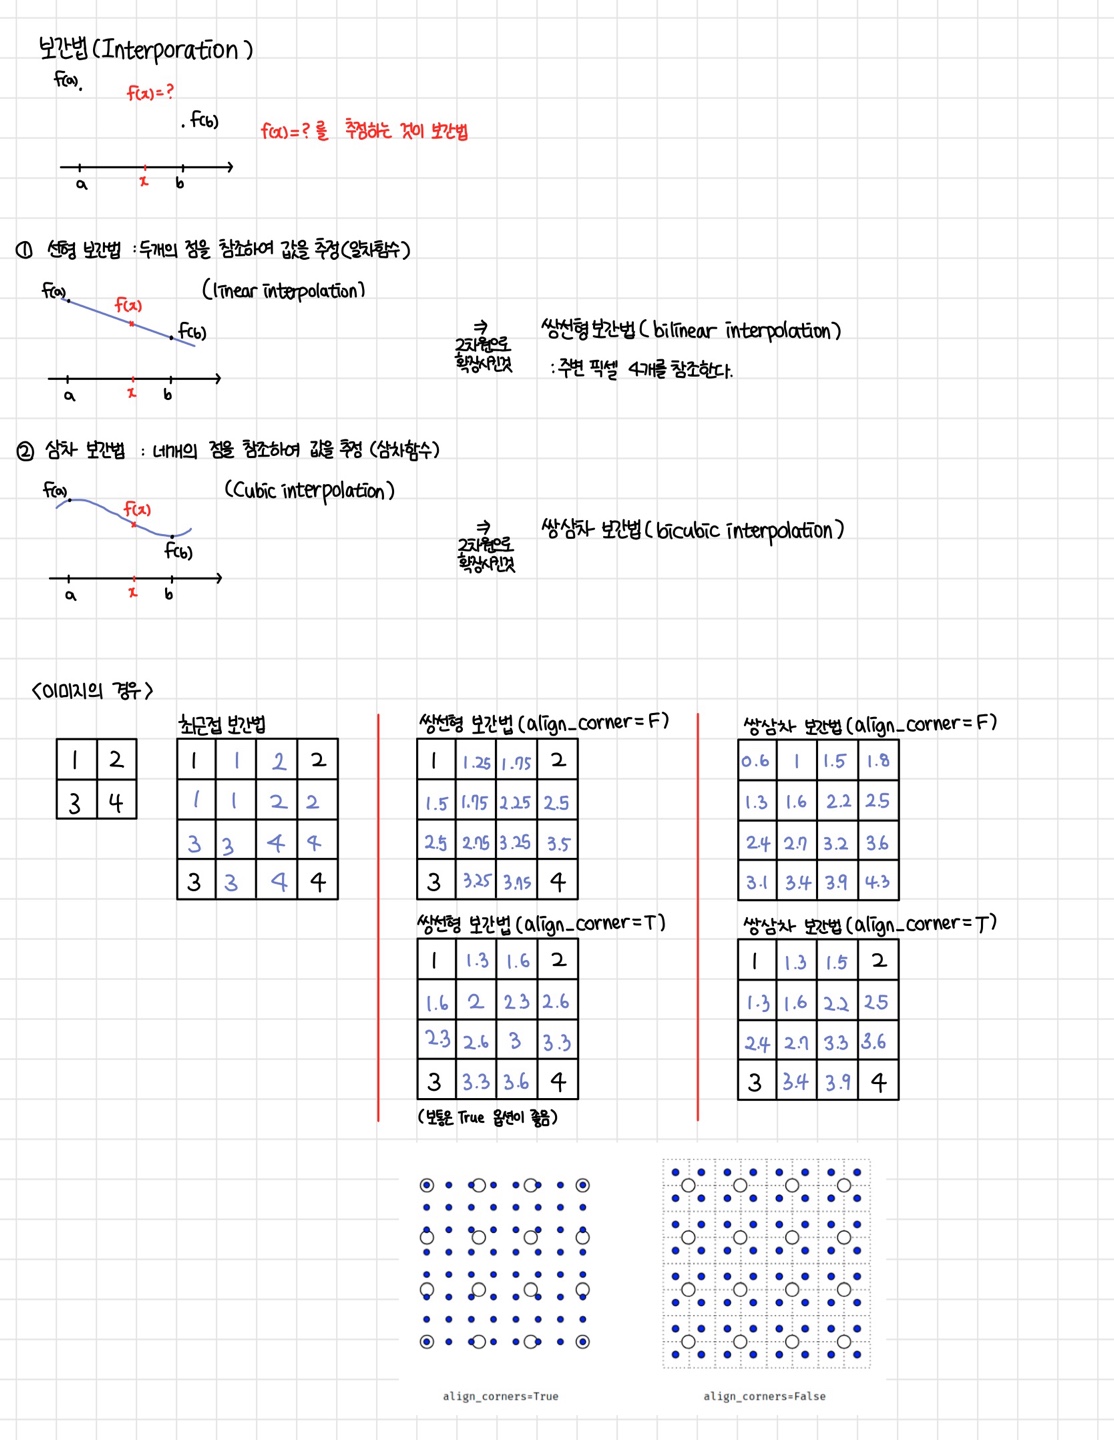 보간법(Interporation)
f(a)
f(x)=?
f(b)
f(x)=?를 추정하는 것이 보간법
a x b
① 선형 보간법 : 두개의 점을 참조하여 값을 추정(일차함수)
(linear interpolation)
f(a)
f(x)
f(b)
a x b
⇒
2차원으로
확장시킨것
쌍선형보간법(bilinear interpolation)
: 주변 픽셀 4개를 참조한다.
② 삼차 보간법 : 네개의 점을 참조하여 값을 추정 (삼차함수)
(Cubic interpolation)
f(a)
f(x)
f(b)
a x b
⇒
2차원으로
확장시킨것
쌍삼차 보간법(bicubic interpolation)
<이미지의 경우>
1 2
3 4
최근접 보간법
1 1 2 2
1 1 2 2
3 3 4 4
3 3 4 4
쌍선형 보간법(align_corner=F)
1 1.25 1.75 2
1.5 1.75 2.25 2.5
2.5 2.75 3.25 3.5
3 3.25 3.75 4
쌍삼차 보간법(align_corner=F)
0.6 1 1.5 1.8
1.3 1.6 2.2 2.5
2.4 2.7 3.2 3.6
3.1 3.4 3.9 4.3
쌍선형 보간법(align_corner=T)
1 1.3 1.6 2
1.6 2 2.3 2.6
2.3 2.6 3 3.3
3 3.3 3.6 4
(보통은 True 옵션이 좋음)
쌍삼차 보간법(align_corner=T)
1 1.3 1.5 2
1.3 1.6 2.2 2.5
2.4 2.7 3.3 3.6
3 3.4 3.9 4
align_corners=True
align_corners=False